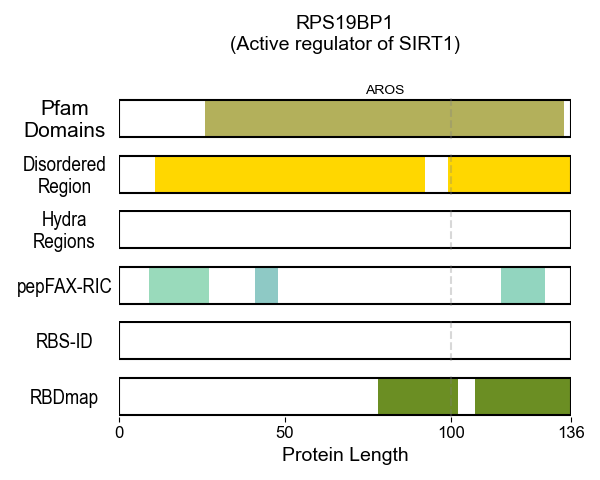 RPS19BP1
(Active regulator of SIRT1)
AROS
Pfam
Domains
Disordered
Region
Hydra
Regions
pepFAX-RIC
RBS-ID
RBDmap
0 50 100 136
Protein Length